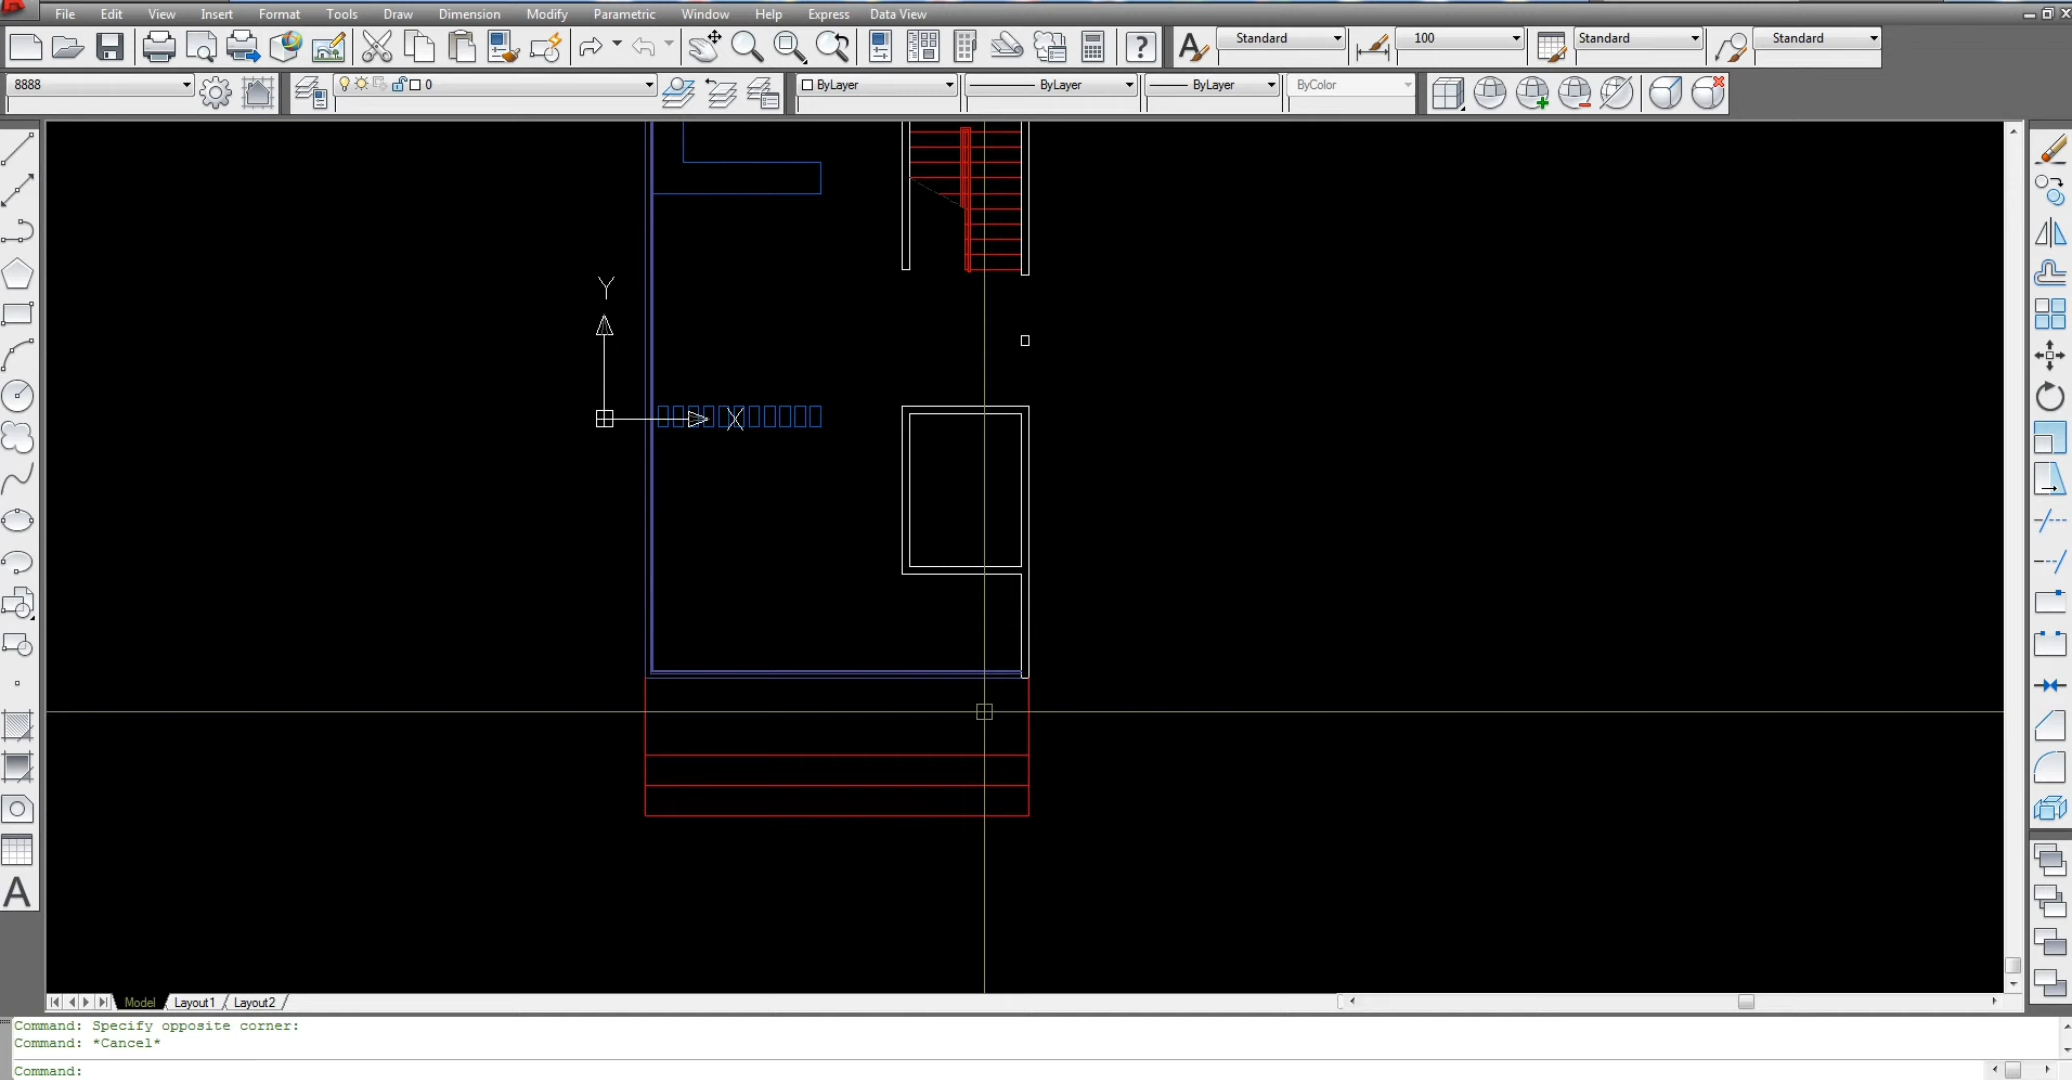 File Edit View Insert Format Tools Draw Dimension Modify Parametric Window Help Express Data View
Standard 100 Standard Standard
8888 0 ByLayer ByLayer ByLayer ByColor
Y
X
Model Layout1 Layout2
Command: Specify opposite corner:
Command: *Cancel*
Command: